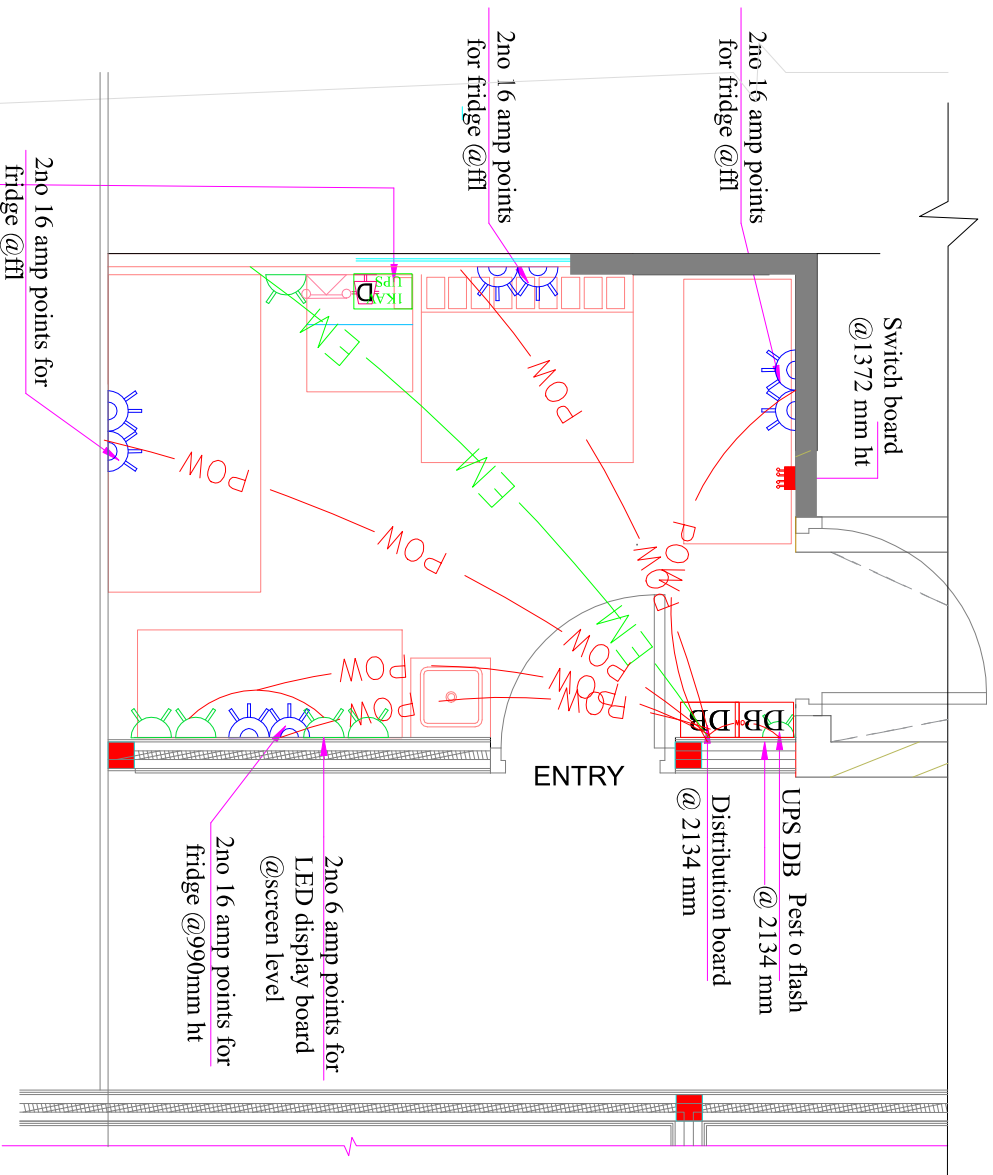 2no 16 amp points
for fridge @ffl
2no 16 amp points
for fridge @ffl
Switch board
@1372 mm ht
2no 16 amp points for
fridge @ffl
1KAV
UPS
D
EM
EM
EM
POW
POW
POW
POW
POW
POW
POW
POW
POW
POW
DB
DB
ENTRY
UPS DB
Pest o flash
@ 2134 mm
Distribution board
@ 2134 mm
2no 6 amp points for
LED display board
@screen level
2no 16 amp points for
fridge @990mm ht